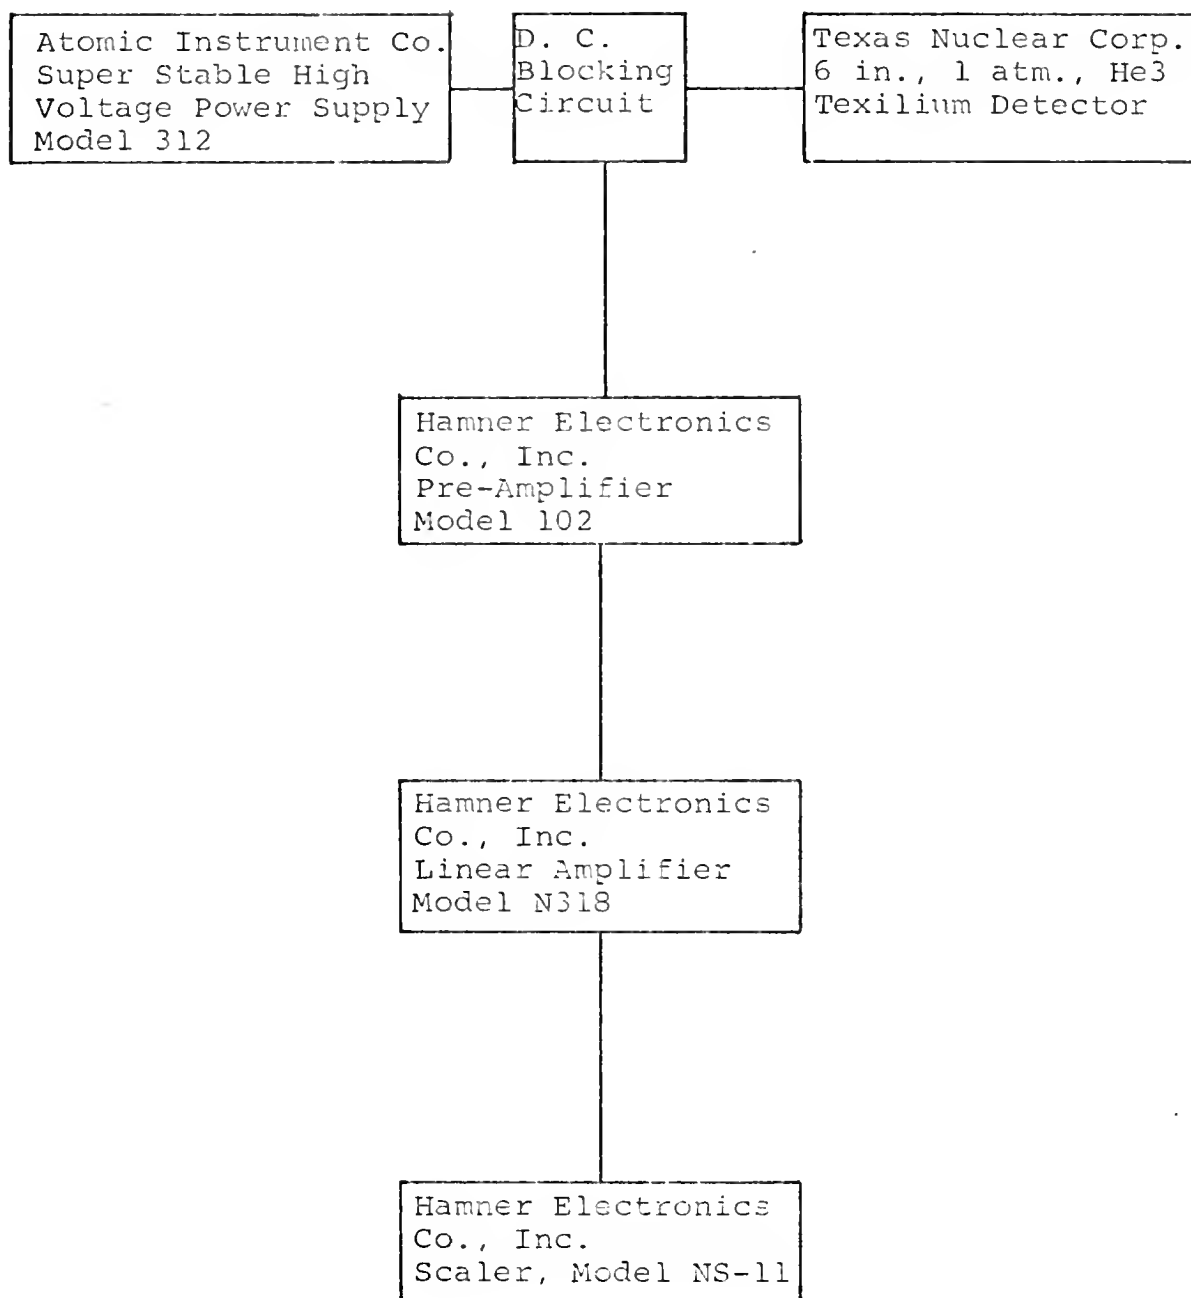 Atomic Instrument Co.
Super Stable High
Voltage Power Supply
Model 312
D. C.
Blocking
Circuit
Texas Nuclear Corp.
6 in., 1 atm., He3
Texilium Detector
Hamner Electronics
Co., Inc.
Pre-Amplifier
Model 102
Hamner Electronics
Co., Inc.
Linear Amplifier
Model N318
Hamner Electronics
Co., Inc.
Scaler, Model NS-11